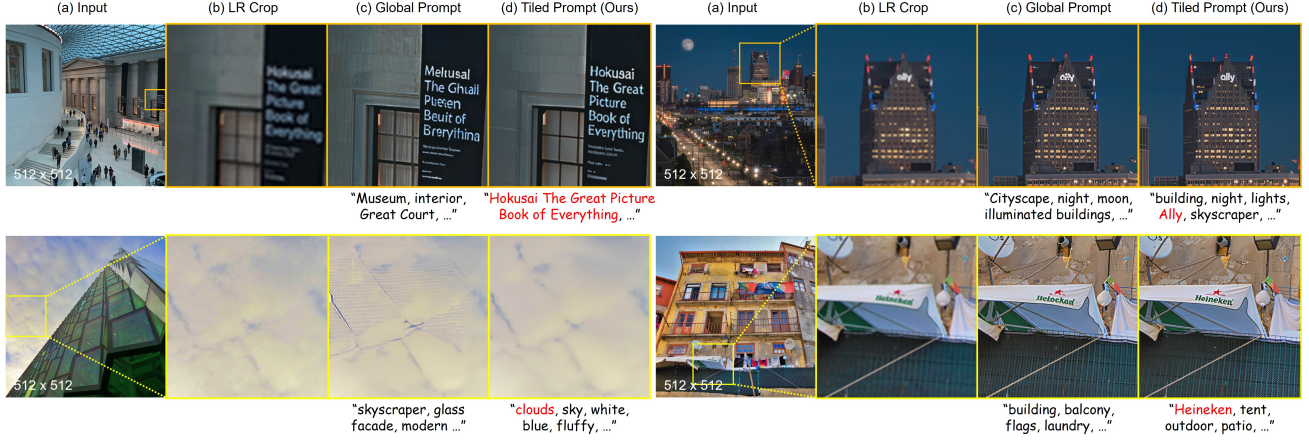 (a) Input (b) LR Crop (c) Global Prompt (d) Tiled Prompt (Ours)
(a) Input (b) LR Crop (c) Global Prompt (d) Tiled Prompt (Ours)
512 x 512
Hokusai
The Great
Picture
Book of
Everything
Melrusal
The Ghuil
Pueen
Beuit of
Hokusai
The Great
Picture
Book of
Everything
512 x 512
ally
ally
"Museum, interior,
Great Court, ..."
"Hokusai The Great Picture
Book of Everything, ..."
"Cityscape, night, moon,
illuminated buildings, ..."
"building, night, lights,
Ally, skyscraper, ..."
512 x 512
512 x 512
Heineken
Heineken
"skyscraper, glass
facade, modern ..."
"clouds, sky, white,
blue, fluffy, ..."
"building, balcony,
flags, laundry, ..."
"Heineken, tent,
outdoor, patio, ..."